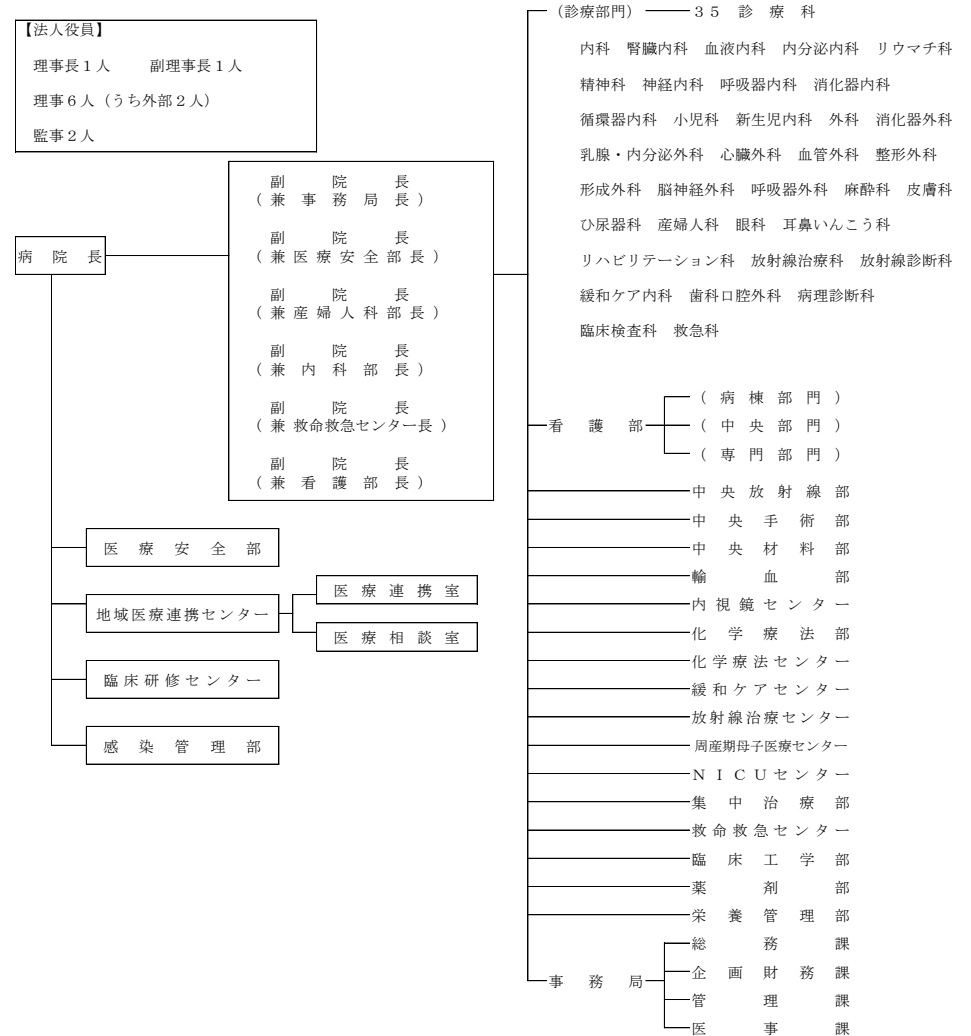 【法人役員】
理事長１人　　副理事長１人
理事６人（うち外部２人）
監事２人
病院長
副院長
（兼事務局長）
副院長
（兼医療安全部長）
副院長
（兼産婦人科部長）
副院長
（兼内科部長）
副院長
（兼救命救急センター長）
副院長
（兼看護部長）
医療安全部
地域医療連携センター
医療連携室
医療相談室
臨床研修センター
感染管理部
（診療部門）　３５診療科
内科　腎臓内科　血液内科　内分泌内科　リウマチ科
精神科　神経内科　呼吸器内科　消化器内科
循環器内科　小児科　新生児内科　外科　消化器外科
乳腺・内分泌外科　心臓外科　血管外科　整形外科
形成外科　脳神経外科　呼吸器外科　麻酔科　皮膚科
ひ尿器科　産婦人科　眼科　耳鼻いんこう科
リハビリテーション科　放射線治療科　放射線診断科
緩和ケア内科　歯科口腔外科　病理診断科
臨床検査科　救急科
看護部
（病棟部門）
（中央部門）
（専門部門）
中央放射線部
中央手術部
中央材料部
輸血部
内視鏡センター
化学療法部
化学療法センター
緩和ケアセンター
放射線治療センター
周産期母子医療センター
ＮＩＣＵセンター
集中治療部
救命救急センター
臨床工学部
薬剤部
栄養管理部
事務局
総務課
企画財務課
管理課
医事課